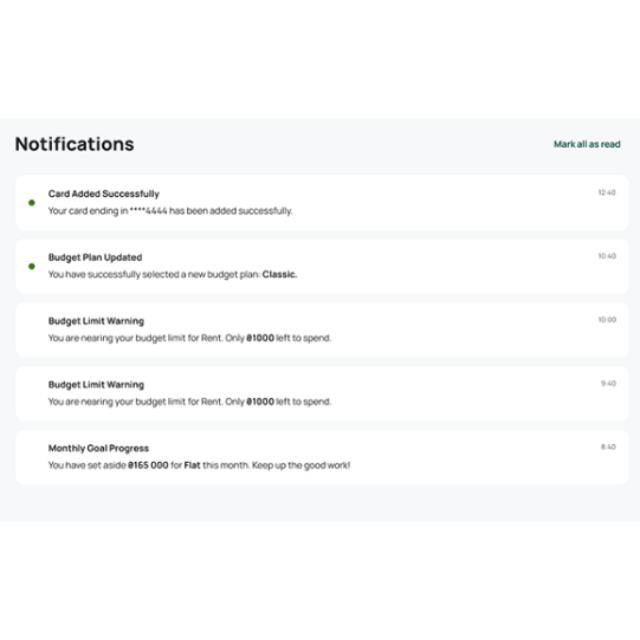 Notifications
Mark all as read
Card Added Successfully
12:40
Your card ending in ****4444 has been added successfully.
Budget Plan Updated
10:40
You have successfully selected a new budget plan: Classic.
Budget Limit Warning
10:00
You are nearing your budget limit for Rent. Only ₴1000 left to spend.
Budget Limit Warning
9:40
You are nearing your budget limit for Rent. Only ₴1000 left to spend.
Monthly Goal Progress
8:40
You have set aside ₴165 000 for Flat this month. Keep up the good work!